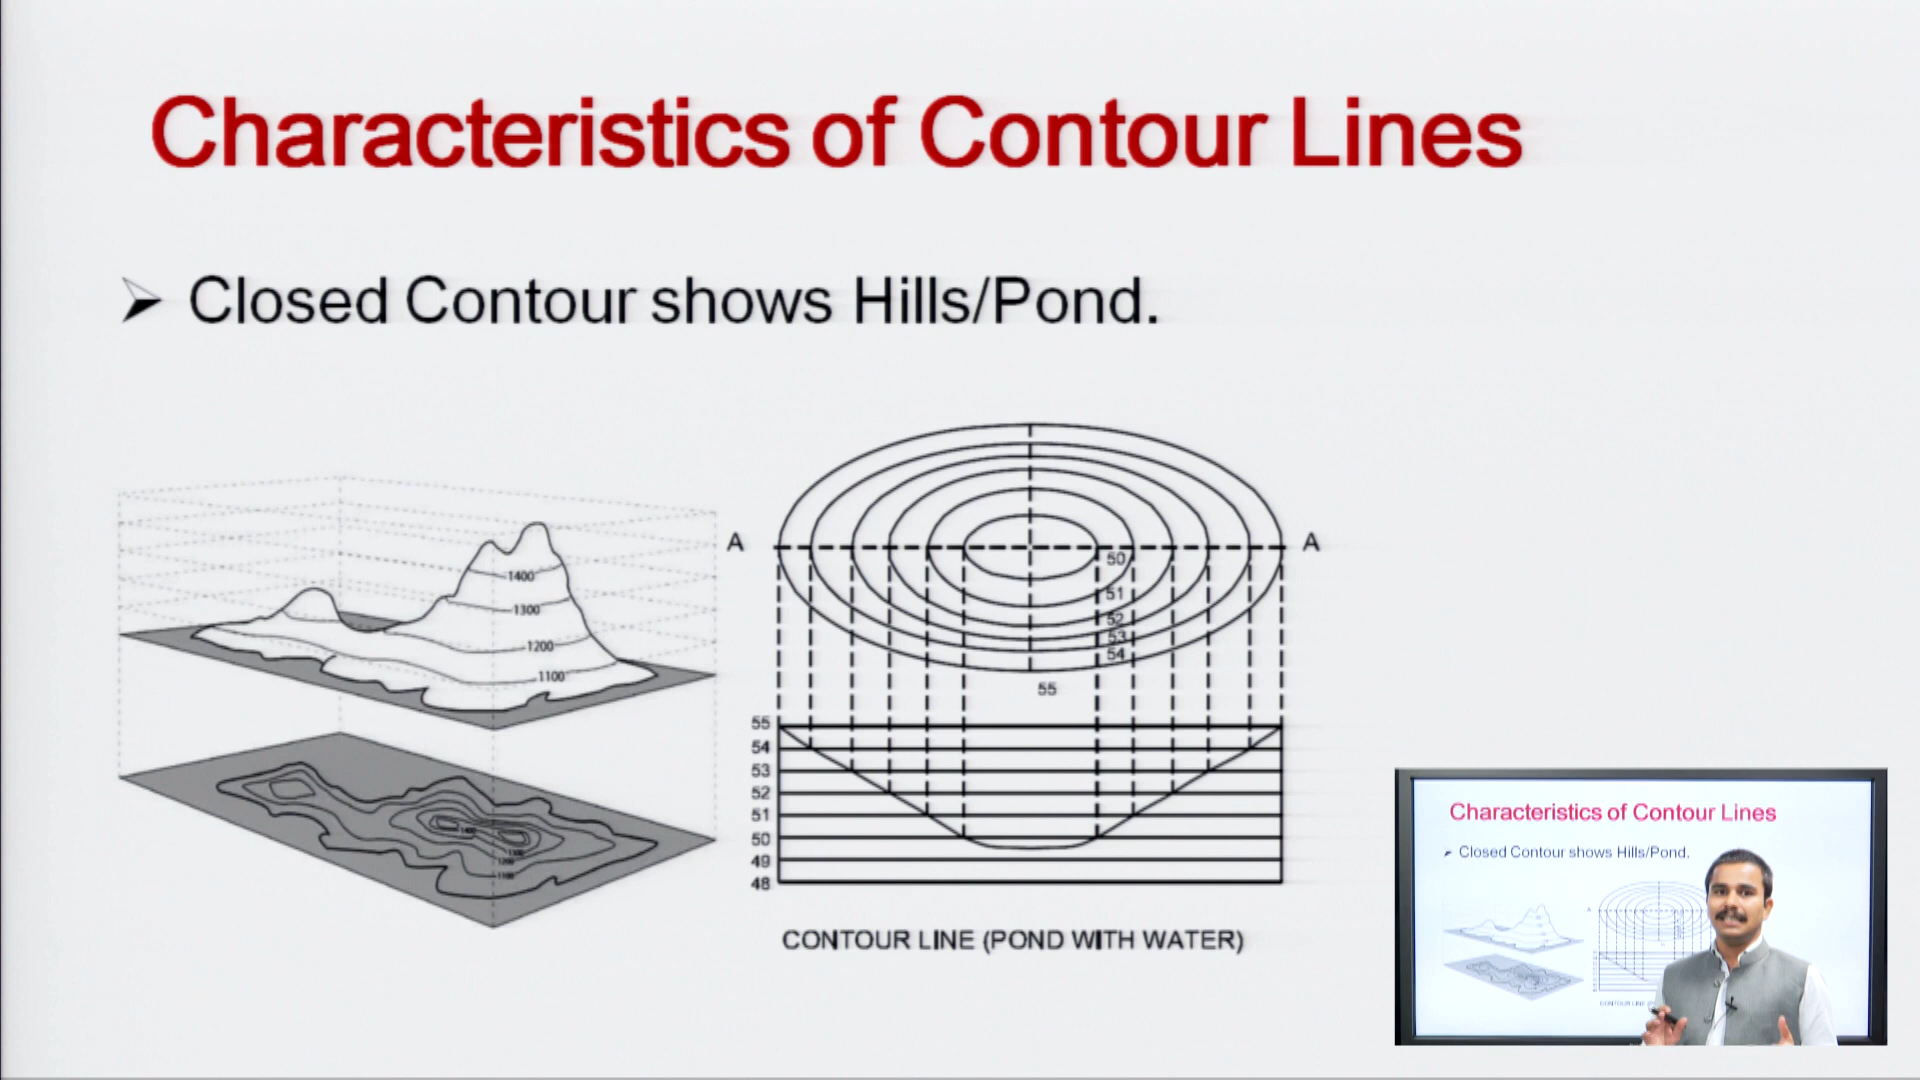 Characteristics of Contour Lines
➢ Closed Contour shows Hills/Pond.
1400
1300
1200
1100
A
A
50
51
52
53
54
55
55
54
53
52
51
50
49
48
1200
1100
CONTOUR LINE (POND WITH WATER)
Characteristics of Contour Lines
Closed Contour shows Hills/Pond.